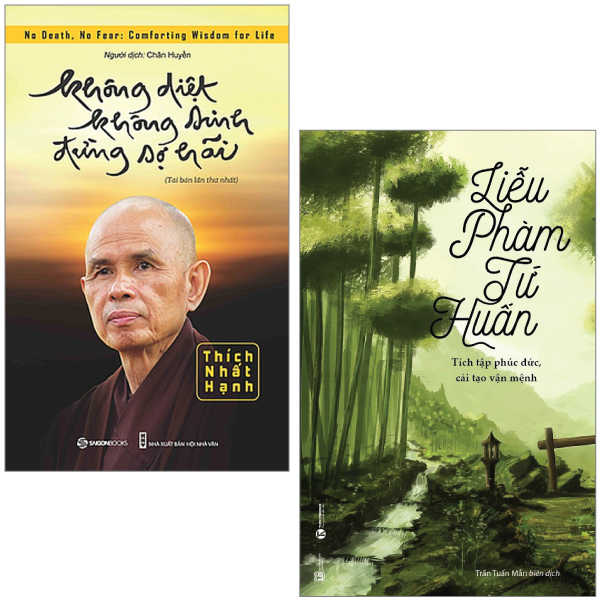 No Death, No Fear: Comforting Wisdom for Life
Người dịch: Chân Huyền
không diệt
không sinh
đừng sợ hãi
(Tái bản lần thứ nhất)
Thích
Nhất
Hạnh
SAIGONBOOKS
NHÀ XUẤT BẢN HỘI NHÀ VĂN
Liễu
Phàm
Tứ
Huấn
Tích tập phúc đức,
cải tạo vận mệnh
Trần Tuấn Mẫn biên dịch